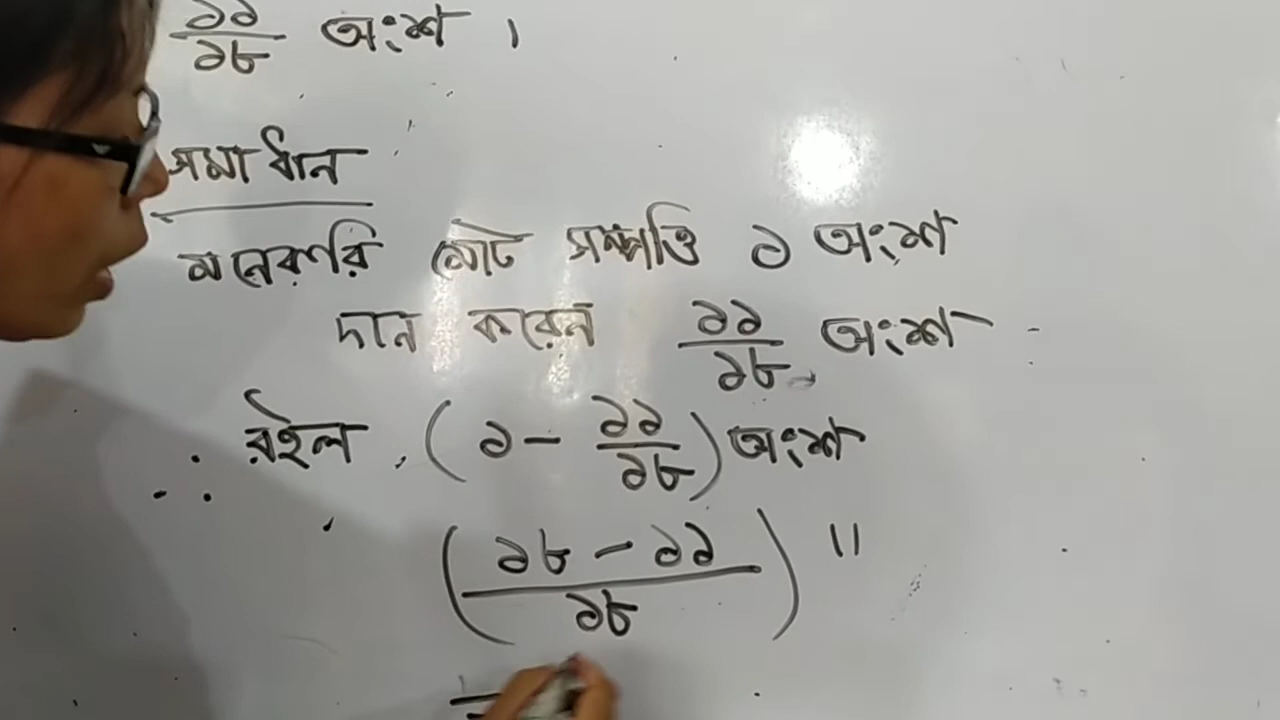 ১১/১৮ অংশ ।
সমাধান
মনেকরি মোট সম্পত্তি ১ অংশ
দান করেন ১১/১৮ অংশ
∴ রইল (১ - ১১/১৮) অংশ
((১৮ - ১১)/১৮) "
=